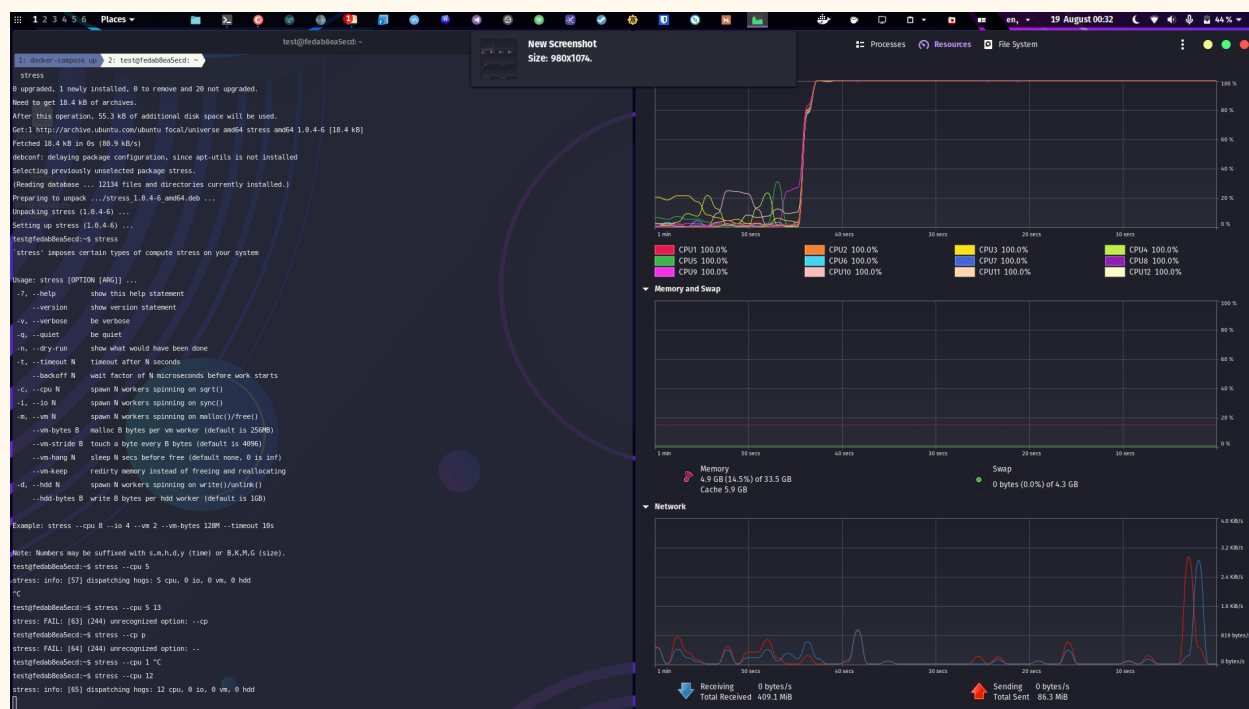 1 2 3 4 5 6 Places
en, 19 August 00:32 44 %
test@fedab8ea5ecd: ~
New Screenshot
Size: 980x1074.
1: docker-compose up 2: test@fedab8ea5ecd: ~
stress
0 upgraded, 1 newly installed, 0 to remove and 20 not upgraded.
Need to get 18.4 kB of archives.
After this operation, 55.3 kB of additional disk space will be used.
Get:1 http://archive.ubuntu.com/ubuntu focal/universe amd64 stress amd64 1.0.4-6 [18.4 kB]
Fetched 18.4 kB in 0s (80.9 kB/s)
debconf: delaying package configuration, since apt-utils is not installed
Selecting previously unselected package stress.
(Reading database ... 12134 files and directories currently installed.)
Preparing to unpack .../stress_1.0.4-6_amd64.deb ...
Unpacking stress (1.0.4-6) ...
Setting up stress (1.0.4-6) ...
test@fedab8ea5ecd:~$ stress
`stress' imposes certain types of compute stress on your system
Usage: stress [OPTION [ARG]] ...
-?, --help show this help statement
--version show version statement
-v, --verbose be verbose
-q, --quiet be quiet
-n, --dry-run show what would have been done
-t, --timeout N timeout after N seconds
--backoff N wait factor of N microseconds before work starts
-c, --cpu N spawn N workers spinning on sqrt()
-i, --io N spawn N workers spinning on sync()
-m, --vm N spawn N workers spinning on malloc()/free()
--vm-bytes B malloc B bytes per vm worker (default is 256MB)
--vm-stride B touch a byte every B bytes (default is 4096)
--vm-hang N sleep N secs before free (default none, 0 is inf)
--vm-keep redirty memory instead of freeing and reallocating
-d, --hdd N spawn N workers spinning on write()/unlink()
--hdd-bytes B write B bytes per hdd worker (default is 1GB)
Example: stress --cpu 8 --io 4 --vm 2 --vm-bytes 128M --timeout 10s
Note: Numbers may be suffixed with s,m,h,d,y (time) or B,K,M,G (size).
test@fedab8ea5ecd:~$ stress --cpu 5
stress: info: [57] dispatching hogs: 5 cpu, 0 io, 0 vm, 0 hdd
^C
test@fedab8ea5ecd:~$ stress --cpu 5 13
stress: FAIL: [63] (244) unrecognized option: --cp
test@fedab8ea5ecd:~$ stress --cp p
stress: FAIL: [64] (244) unrecognized option: --
test@fedab8ea5ecd:~$ stress --cpu 1 ^C
test@fedab8ea5ecd:~$ stress --cpu 12
stress: info: [65] dispatching hogs: 12 cpu, 0 io, 0 vm, 0 hdd
Processes Resources File System
100 %
20 %
0 %
1 min 50 secs 40 secs 30 secs 20 secs 10 secs
CPU1 100.0% CPU2 100.0% CPU3 100.0% CPU4 100.0%
CPU5 100.0% CPU6 100.0% CPU7 100.0% CPU8 100.0%
CPU9 100.0% CPU10 100.0% CPU11 100.0% CPU12 100.0%
Memory and Swap
100 %
80 %
60 %
40 %
20 %
0 %
1 min 50 secs 40 secs 30 secs 20 secs 10 secs
Memory
4.9 GB (14.5%) of 33.5 GB
Cache 5.9 GB
Swap
0 bytes (0.0%) of 4.3 GB
Network
4.0 KiB/s
3.2 KiB/s
2.4 KiB/s
1.6 KiB/s
819 bytes/s
0 bytes/s
1 min 50 secs 40 secs 30 secs 20 secs 10 secs
Receiving 0 bytes/s
Total Received 409.1 MiB
Sending 0 bytes/s
Total Sent 86.3 MiB